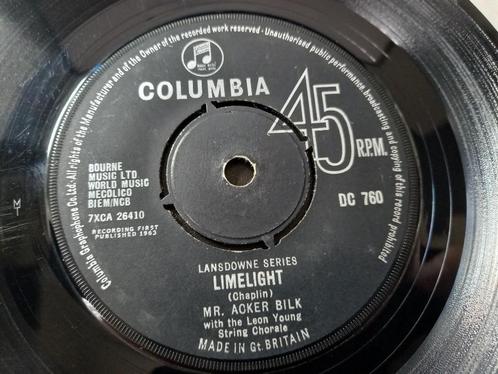 Columbia Graphophone Co.Ltd. All rights of the Manufacturer and of the Owner of the recorded work reserved - Unauthorised public performance, broadcasting and copying of this record prohibited
COLUMBIA
45
R.P.M.
BOURNE
MUSIC LTD
WORLD MUSIC
MECOLICO
BIEM/NCB
7XCA 26410
RECORDING FIRST
PUBLISHED 1963
DC 760
MT
LANSDOWNE SERIES
LIMELIGHT
(Chaplin)
MR. ACKER BILK
with the Leon Young
String Chorale
MADE IN Gt. BRITAIN